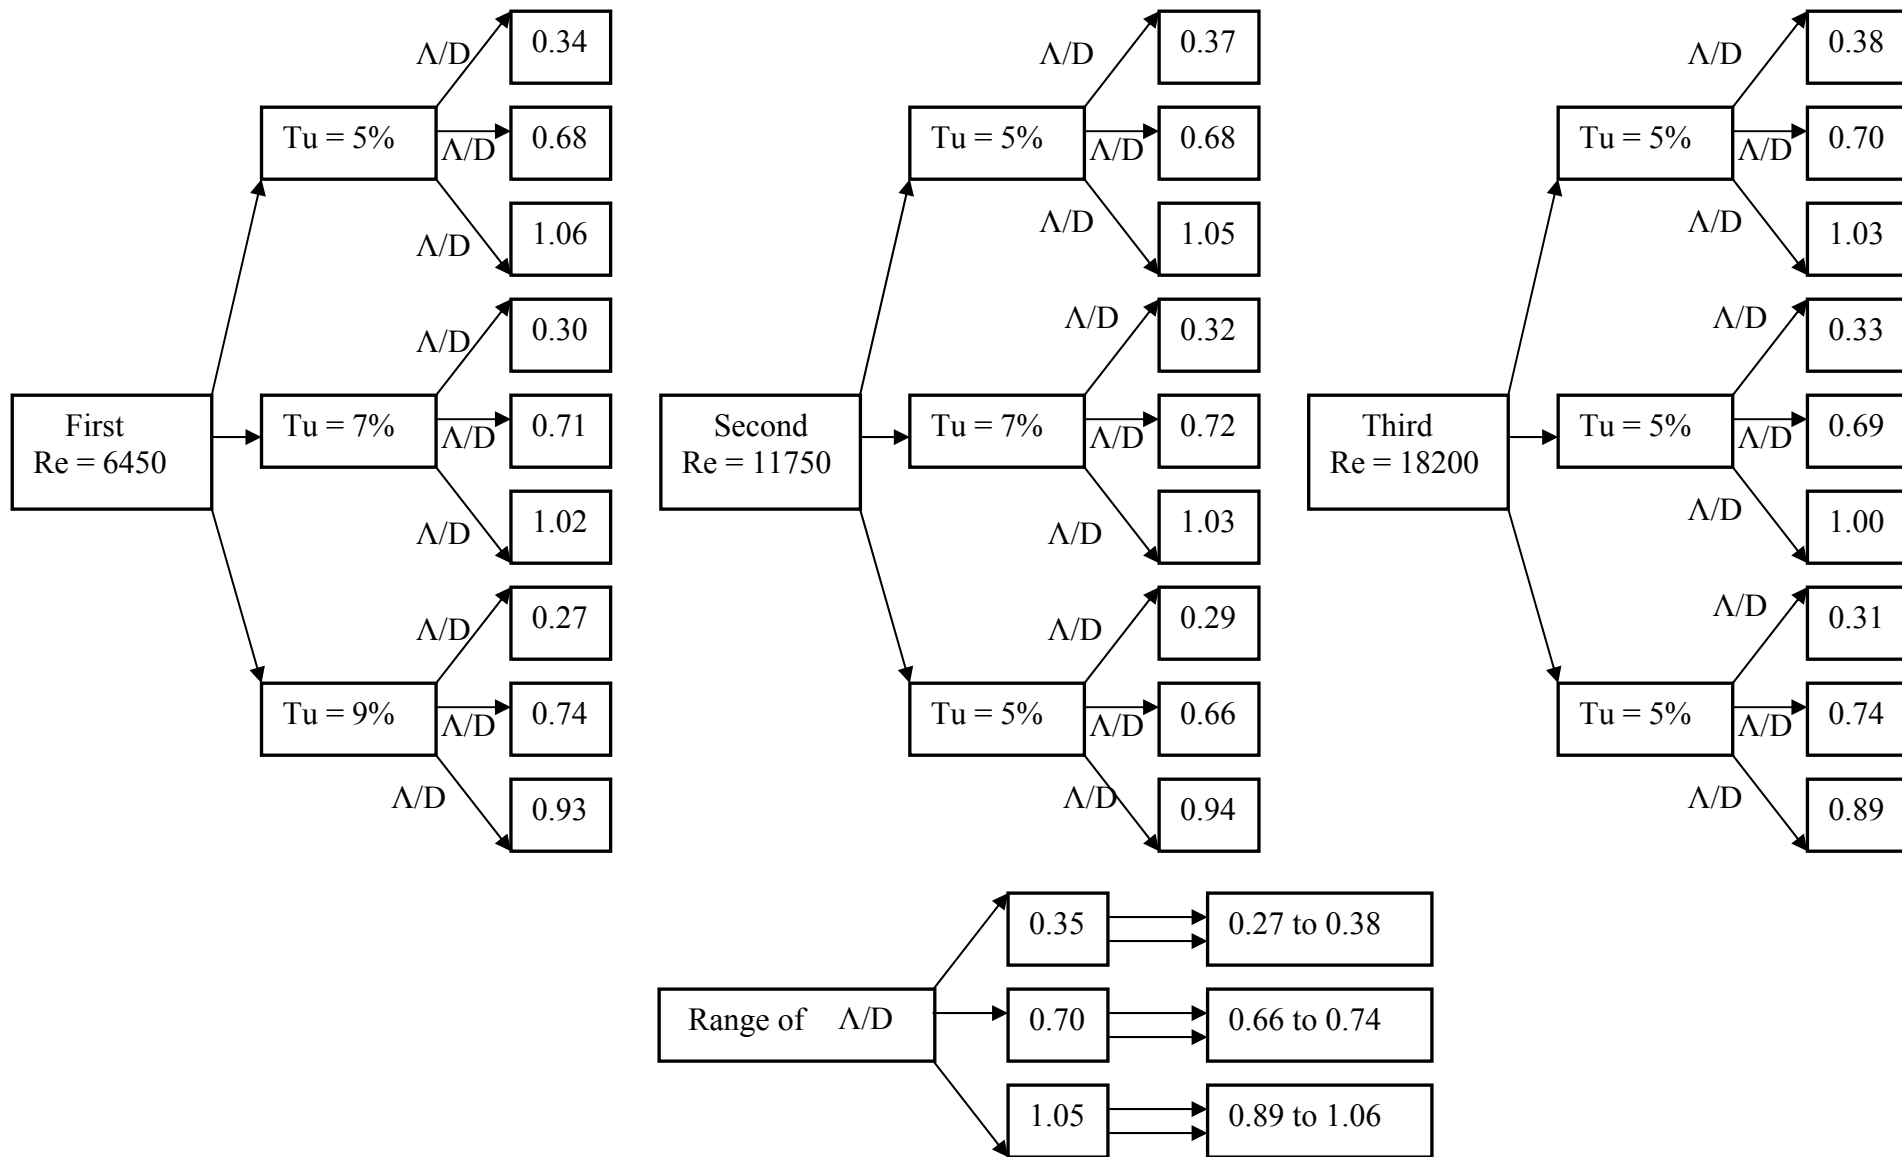 First
Re = 6450
Tu = 5%
Λ/D
0.34
Λ/D
0.68
Λ/D
1.06
Tu = 7%
Λ/D
0.30
Λ/D
0.71
Λ/D
1.02
Tu = 9%
Λ/D
0.27
Λ/D
0.74
Λ/D
0.93
Second
Re = 11750
Tu = 5%
Λ/D
0.37
Λ/D
0.68
Λ/D
1.05
Tu = 7%
Λ/D
0.32
Λ/D
0.72
Λ/D
1.03
Tu = 5%
Λ/D
0.29
Λ/D
0.66
Λ/D
0.94
Third
Re = 18200
Tu = 5%
Λ/D
0.38
Λ/D
0.70
Λ/D
1.03
Tu = 5%
Λ/D
0.33
Λ/D
0.69
Λ/D
1.00
Tu = 5%
Λ/D
0.31
Λ/D
0.74
Λ/D
0.89
Range of Λ/D
0.35
0.27 to 0.38
0.70
0.66 to 0.74
1.05
0.89 to 1.06